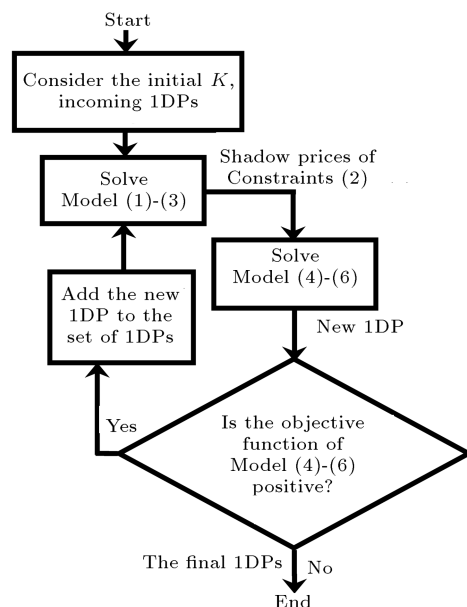 Start
Consider the initial K,
incoming 1DPs
Solve
Model (1)-(3)
Shadow prices of
Constraints (2)
Solve
Model (4)-(6)
Add the new
1DP to the
set of 1DPs
New 1DP
Yes
Is the objective
function of
Model (4)-(6)
positive?
The final 1DPs
No
End